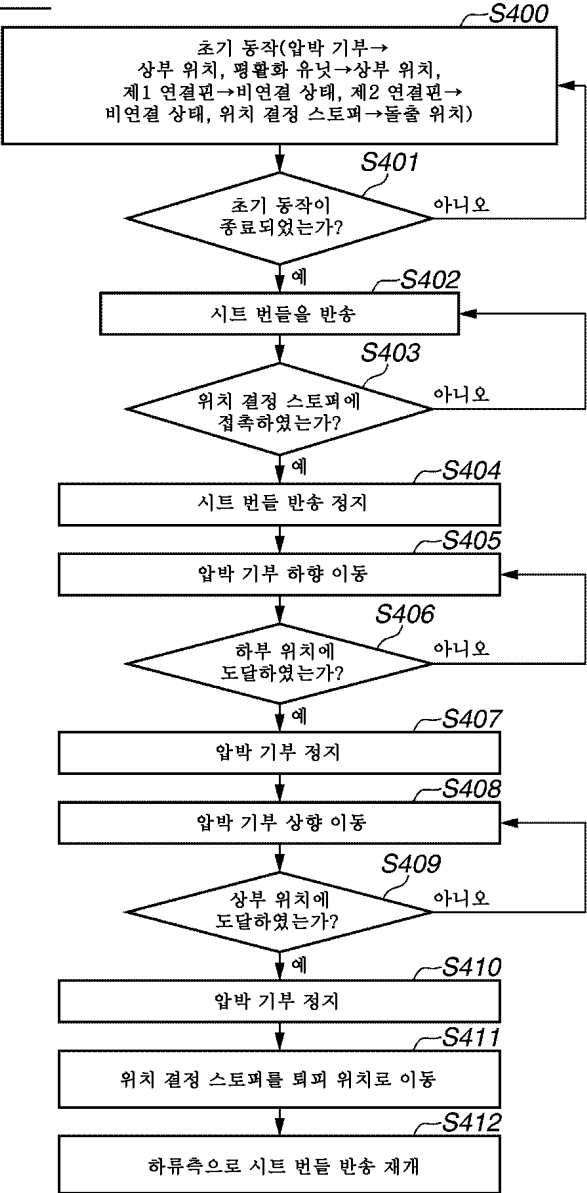 S400
초기 동작(압박 기부→
상부 위치, 평활화 유닛→상부 위치,
제1 연결핀→비연결 상태, 제2 연결핀→
비연결 상태, 위치 결정 스토퍼→돌출 위치)
S401
초기 동작이
종료되었는가?
아니오
예
S402
시트 번들을 반송
S403
위치 결정 스토퍼에
접촉하였는가?
아니오
예
S404
시트 번들 반송 정지
S405
압박 기부 하향 이동
S406
하부 위치에
도달하였는가?
아니오
예
S407
압박 기부 정지
S408
압박 기부 상향 이동
S409
상부 위치에
도달하였는가?
아니오
예
S410
압박 기부 정지
S411
위치 결정 스토퍼를 퇴피 위치로 이동
S412
하류측으로 시트 번들 반송 재개